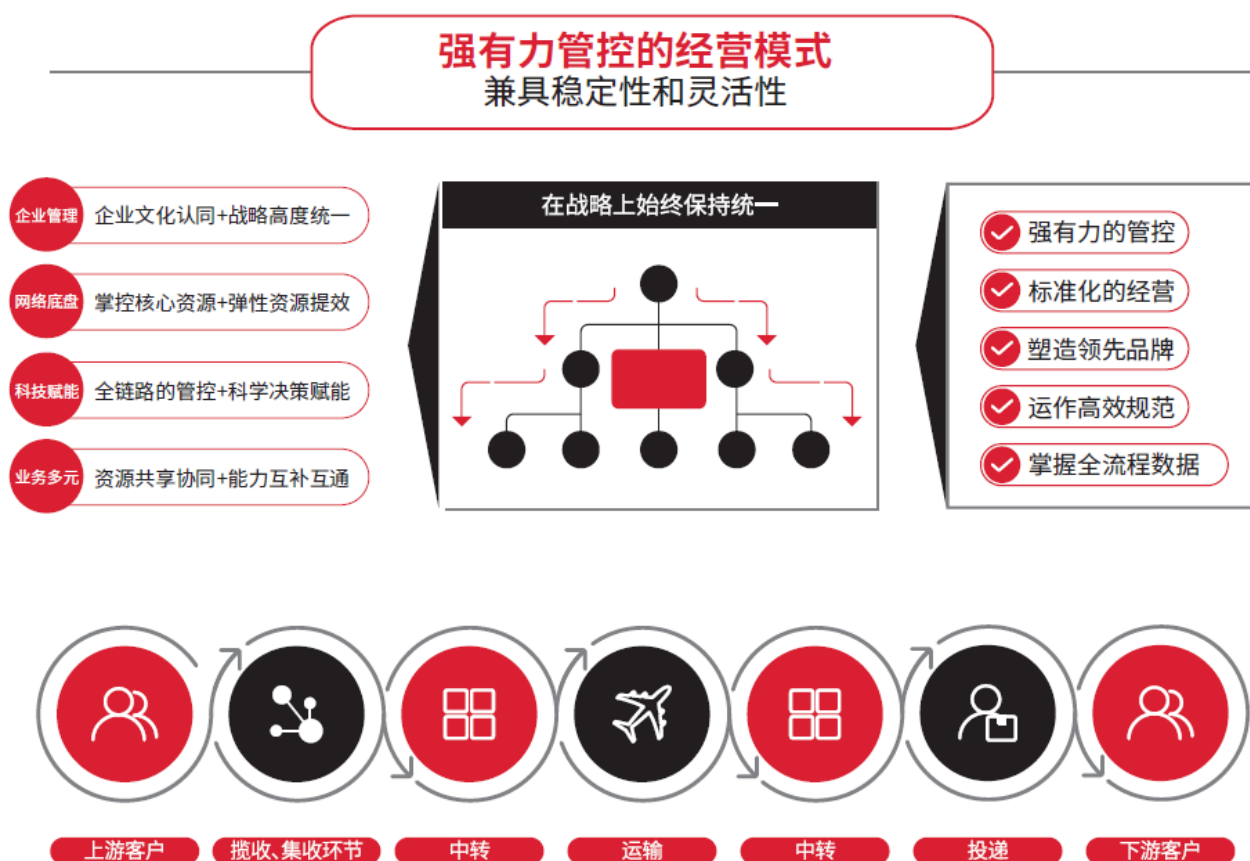 强有力管控的经营模式
兼具稳定性和灵活性
企业管理 企业文化认同+战略高度统一
网络底盘 掌控核心资源+弹性资源提效
科技赋能 全链路的管控+科学决策赋能
业务多元 资源共享协同+能力互补互通
在战略上始终保持统一
强有力的管控
标准化的经营
塑造领先品牌
运作高效规范
掌握全流程数据
上游客户
揽收、集收环节
中转
运输
中转
投递
下游客户